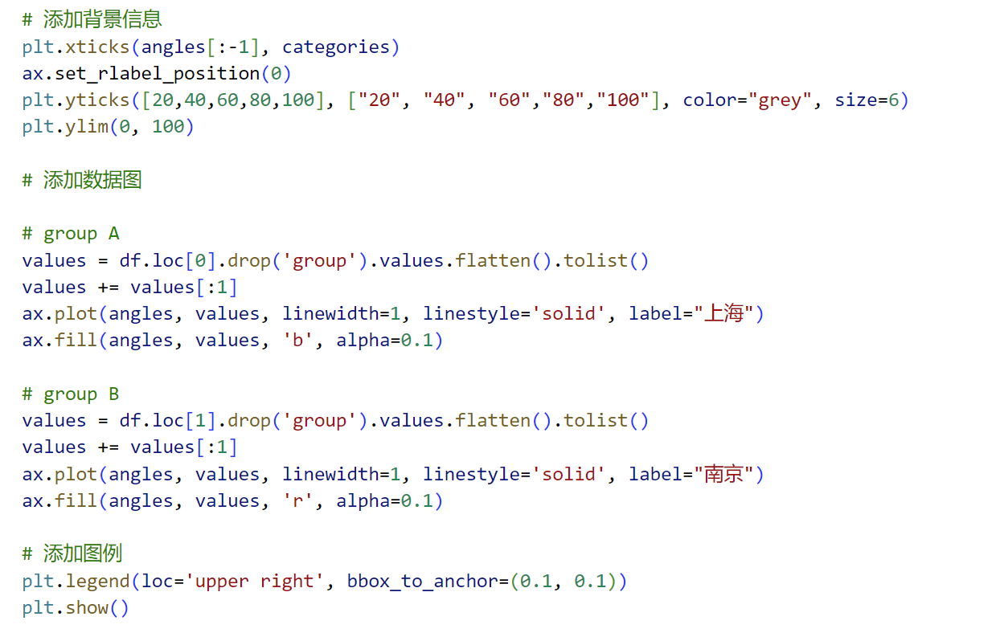 # 添加背景信息
plt.xticks(angles[:-1], categories)
ax.set_rlabel_position(0)
plt.yticks([20,40,60,80,100], ["20", "40", "60","80","100"], color="grey", size=6)
plt.ylim(0, 100)
# 添加数据图
# group A
values = df.loc[0].drop('group').values.flatten().tolist()
values += values[:1]
ax.plot(angles, values, linewidth=1, linestyle='solid', label="上海")
ax.fill(angles, values, 'b', alpha=0.1)
# group B
values = df.loc[1].drop('group').values.flatten().tolist()
values += values[:1]
ax.plot(angles, values, linewidth=1, linestyle='solid', label="南京")
ax.fill(angles, values, 'r', alpha=0.1)
# 添加图例
plt.legend(loc='upper right', bbox_to_anchor=(0.1, 0.1))
plt.show()